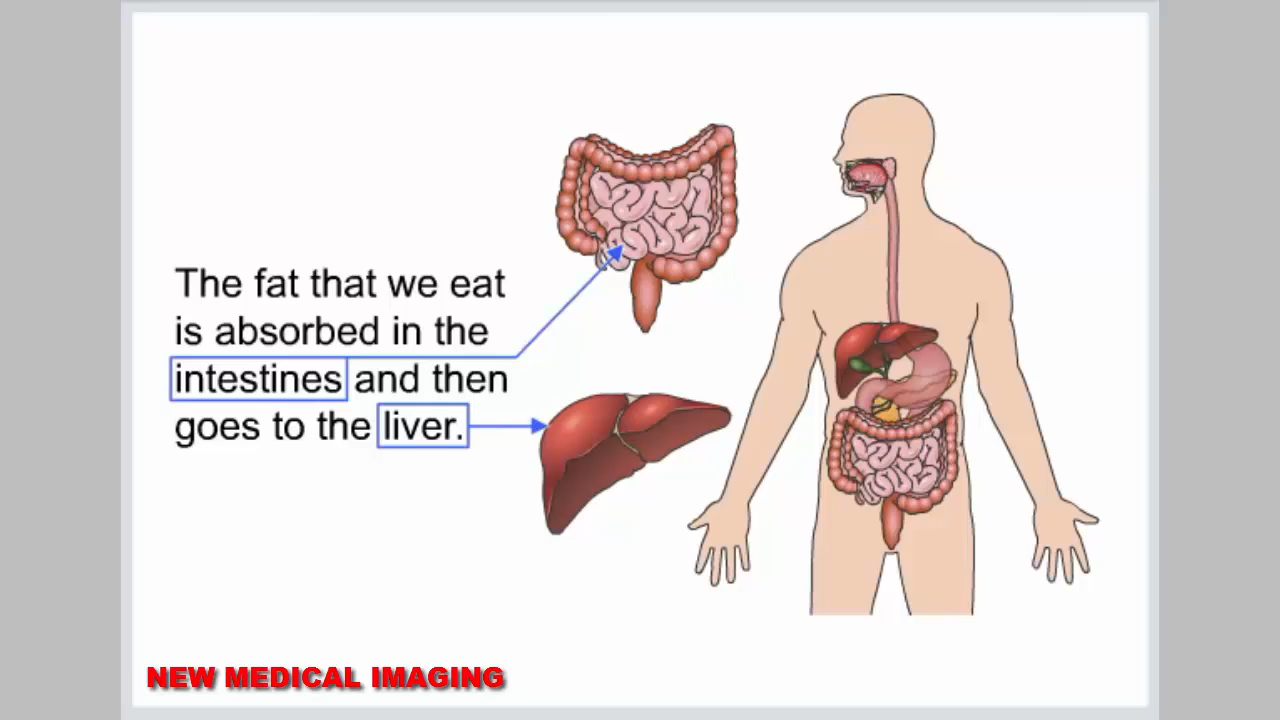 The fat that we eat
is absorbed in the
intestines and then
goes to the liver.
NEW MEDICAL IMAGING